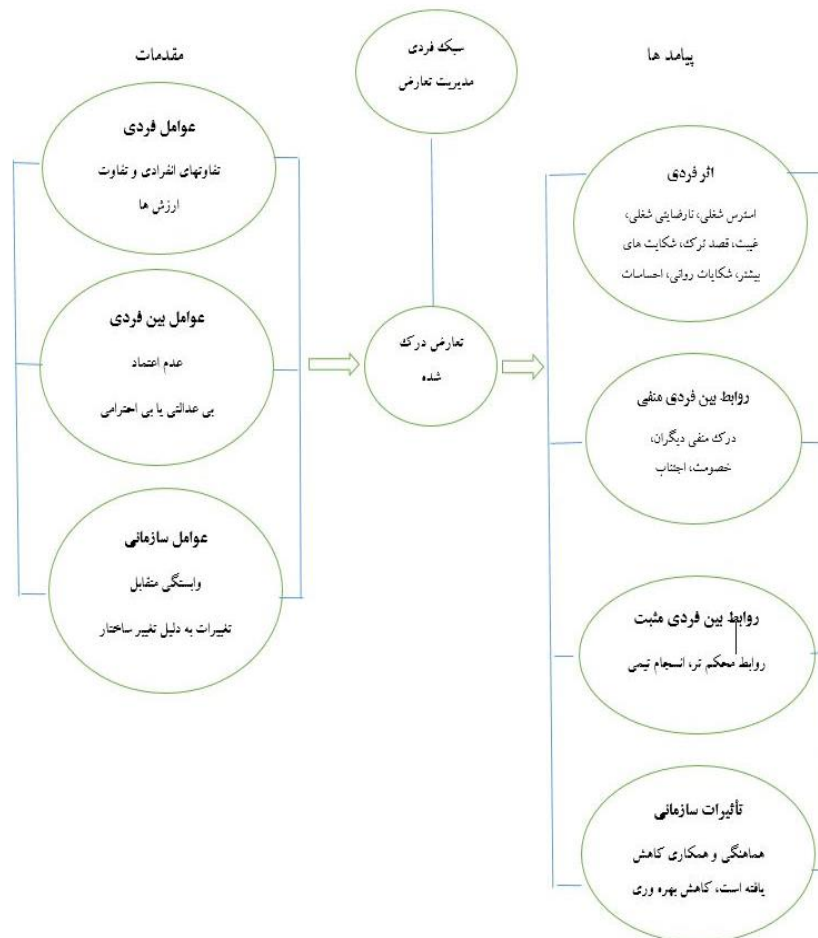 مقدمات
عوامل فردی
تفاوتهای انفرادی و تفاوت
ارزش ها
عوامل بین فردی
عدم اعتماد
بی عدالتی یا بی احترامی
عوامل سازمانی
وابستگی متقابل
تغییرات به دلیل تغییر ساختار
سبک فردی
مدیریت تعارض
تعارض درک
شده
پیامد ها
اثر فردی
استرس شغلی، نارضایتی شغلی،
غیبت، قصد ترک، شکایت های
بیشتر، شکایات روانی، احساسات
روابط بین فردی منفی
درک منفی دیگران،
خصومت، اجتناب
روابط بین فردی مثبت
روابط محکم تر، انسجام تیمی
تأثیرات سازمانی
هماهنگی و همکاری کاهش
یافته است، کاهش بهره وری